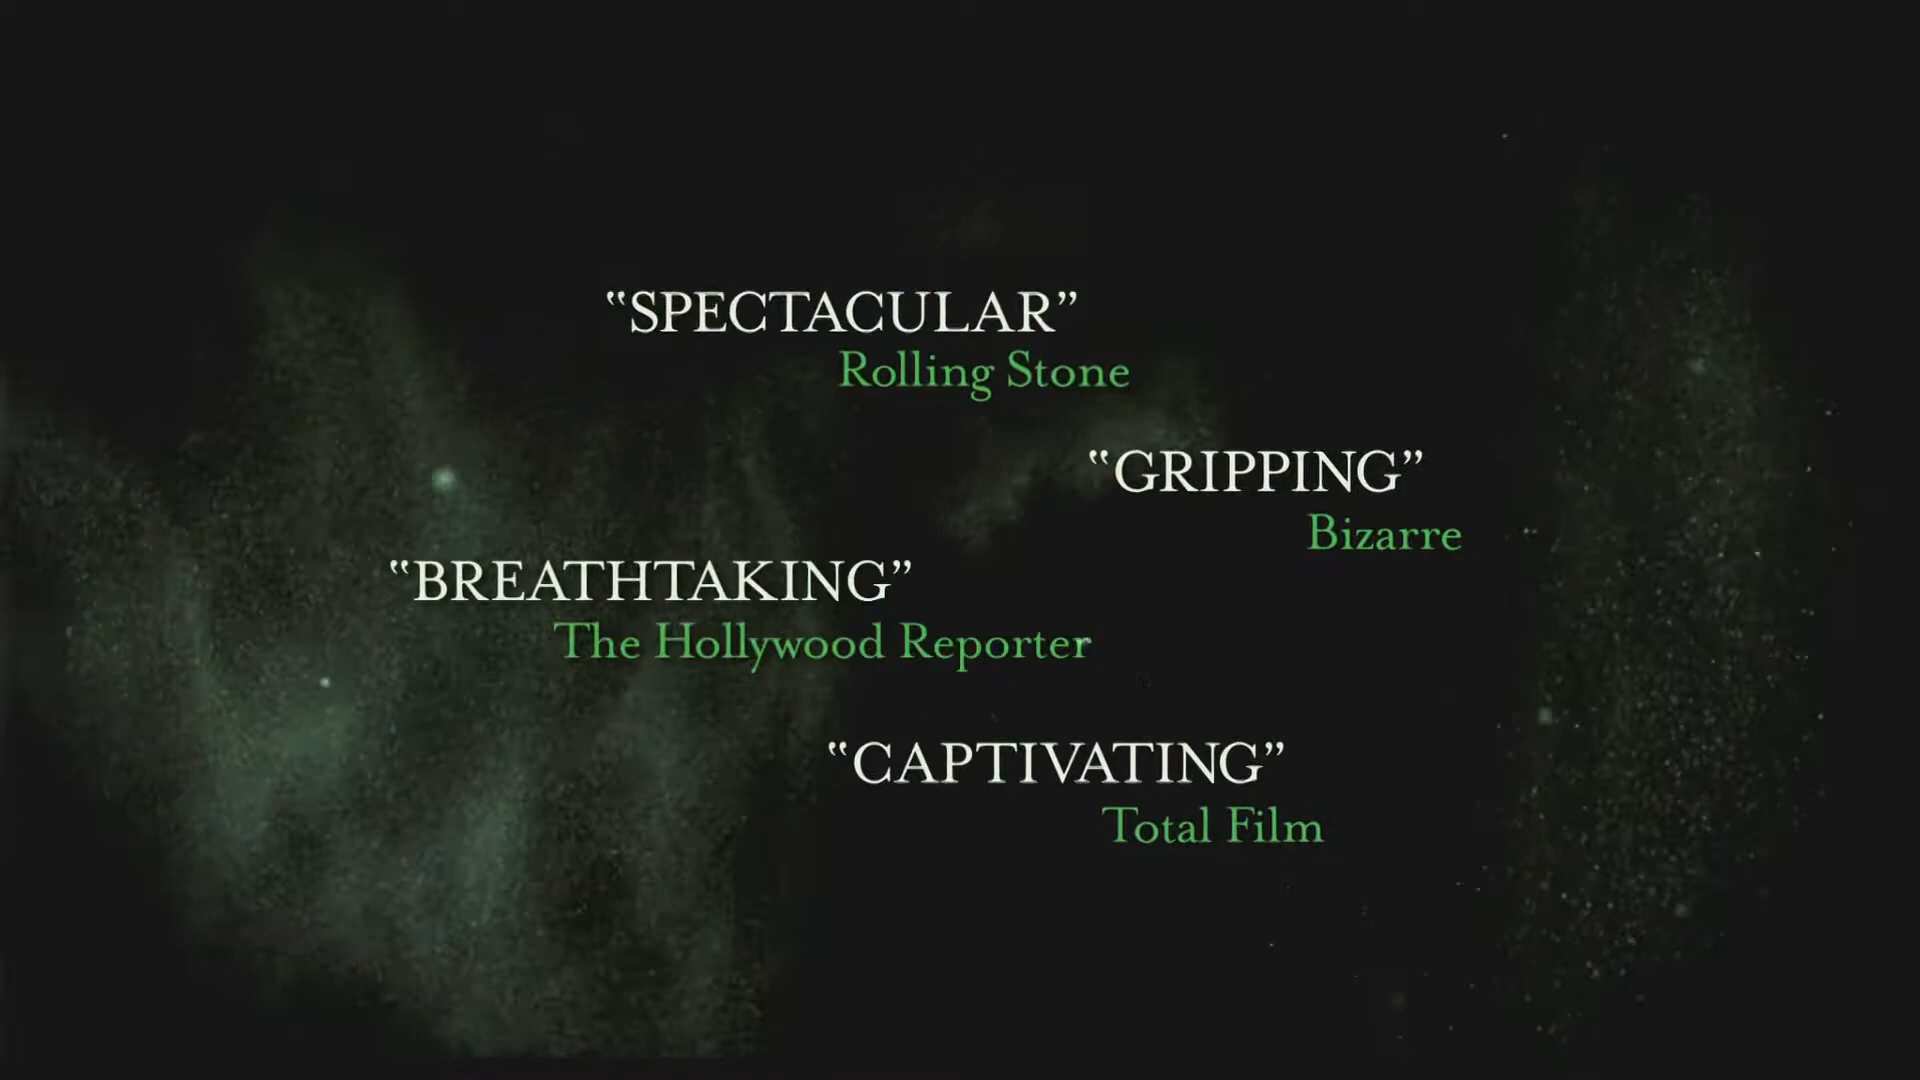 “SPECTACULAR”
Rolling Stone
“GRIPPING”
Bizarre
“BREATHTAKING”
The Hollywood Reporter
“CAPTIVATING”
Total Film